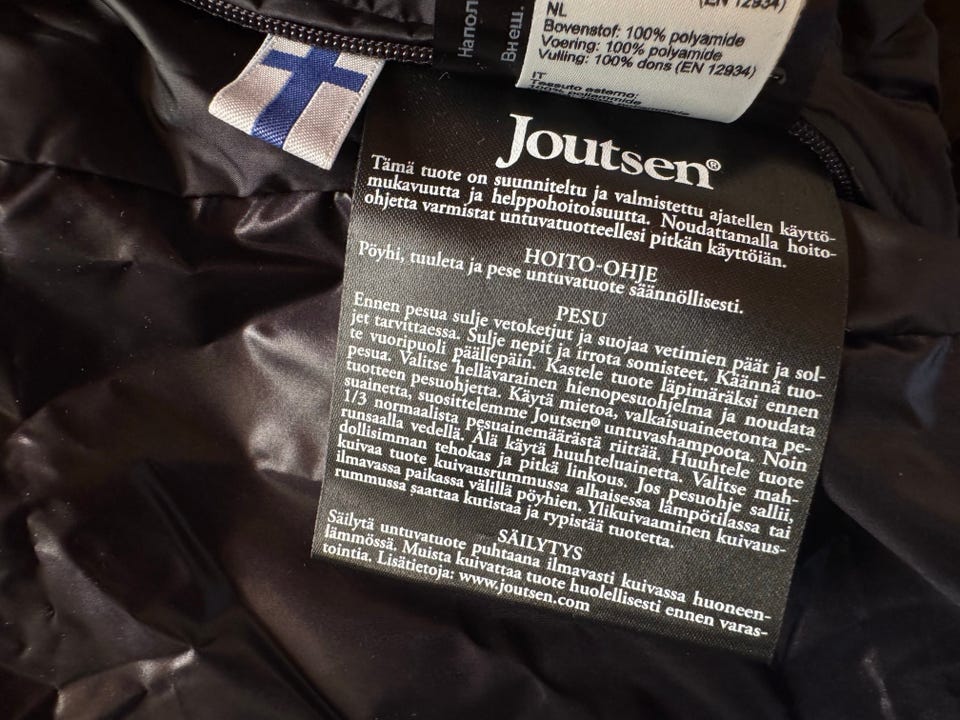 Напол
Внеш.
(EN 12934)
NL
Bovenstof: 100% polyamide
Voering: 100% polyamide
Vulling: 100% dons (EN 12934)
IT
Tessuto esterno:
Joutsen®
Tämä tuote on suunniteltu ja valmistettu ajatellen käyttö-
mukavuutta ja helppohoitoisuutta. Noudattamalla hoito-
ohjetta varmistat untuvatuotteellesi pitkän käyttöiän.
HOITO-OHJE
Pöyhi, tuuleta ja pese untuvatuote säännöllisesti.
PESU
Ennen pesua sulje vetoketjut ja suojaa vetimien päät ja sol-
jet tarvittaessa. Sulje nepit ja irrota somisteet. Käännä tuo-
te vuoripuoli päällepäin. Kastele tuote läpimäräksi ennen
pesua. Valitse hellävarainen hienopesuohjelma ja noudata
tuotteen pesuohjetta. Käytä mietoa, valkaisuaineetonta pe-
suainetta, suosittelemme Joutsen® untuvashampoota. Noin
1/3 normaalista pesuainemäärästä riittää. Huuhtele tuote
runsaalla vedellä. Älä käytä huuhteluainetta. Valitse mah-
dollisimman tehokas ja pitkä linkous. Jos pesuohje sallii,
kuivaa tuote kuivausrummussa alhaisessa lämpötilassa tai
ilmavassa paikassa välillä pöyhien. Ylikuivaaminen kuivaus-
rummussa saattaa kutistaa ja rypistää tuotetta.
SÄILYTYS
Säilytä untuvatuote puhtaana ilmavasti kuivassa huoneen-
lämmössä. Muista kuivattaa tuote huolellisesti ennen varas-
tointia. Lisätietoja: www.joutsen.com